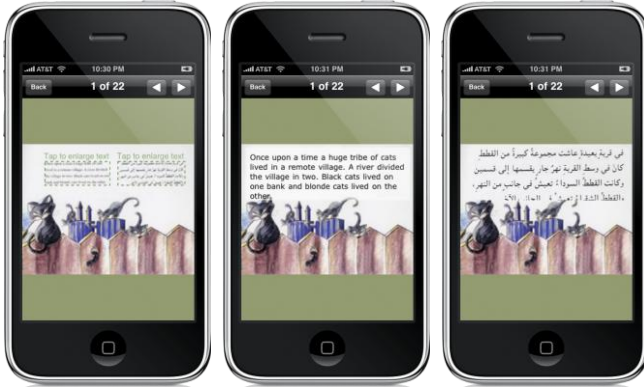 AT&T 10:30 PM
Back 1 of 22
Tap to enlarge text Tap to enlarge text
AT&T 10:31 PM
Back 1 of 22
Once upon a time a huge tribe of cats
lived in a remote village. A river divided
the village in two. Black cats lived on
one bank and blonde cats lived on the
other.
AT&T 10:31 PM
Back 1 of 22
في قرية بعيدة عاشت مجموعةٌ كبيرةٌ من القطط
كان في وسط القرية نهرٌ جارٍ يقسمها إلى قسمين
وكانت القططُ السوداءُ تعيشُ في جانبٍ من النهر،